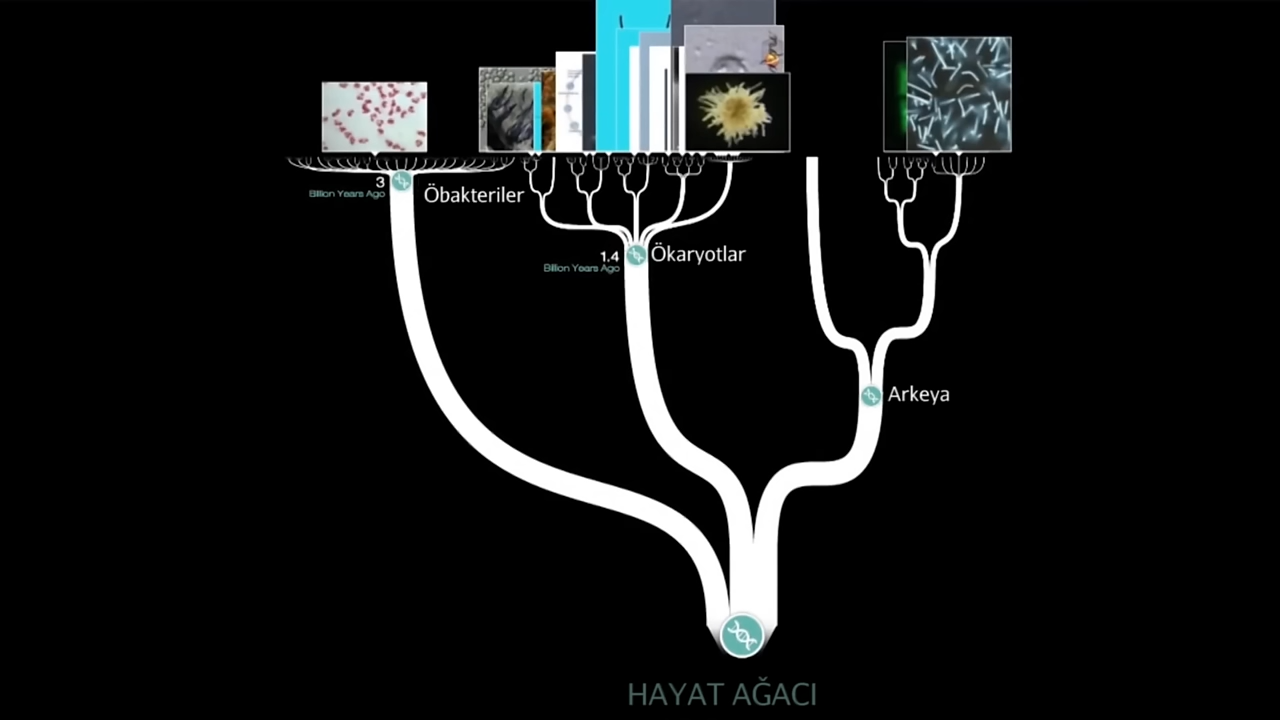 3
Billion Years Ago
Öbakteriler
1.4
Billion Years Ago
Ökaryotlar
Arkeya
HAYAT AĞACI